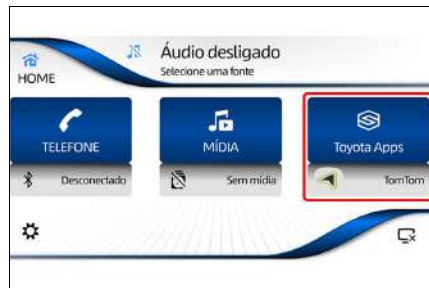 Áudio desligado
Selecione uma fonte
HOME
TELEFONE
MÍDIA
Toyota Apps
Desconectado
Sem mídia
TomTom